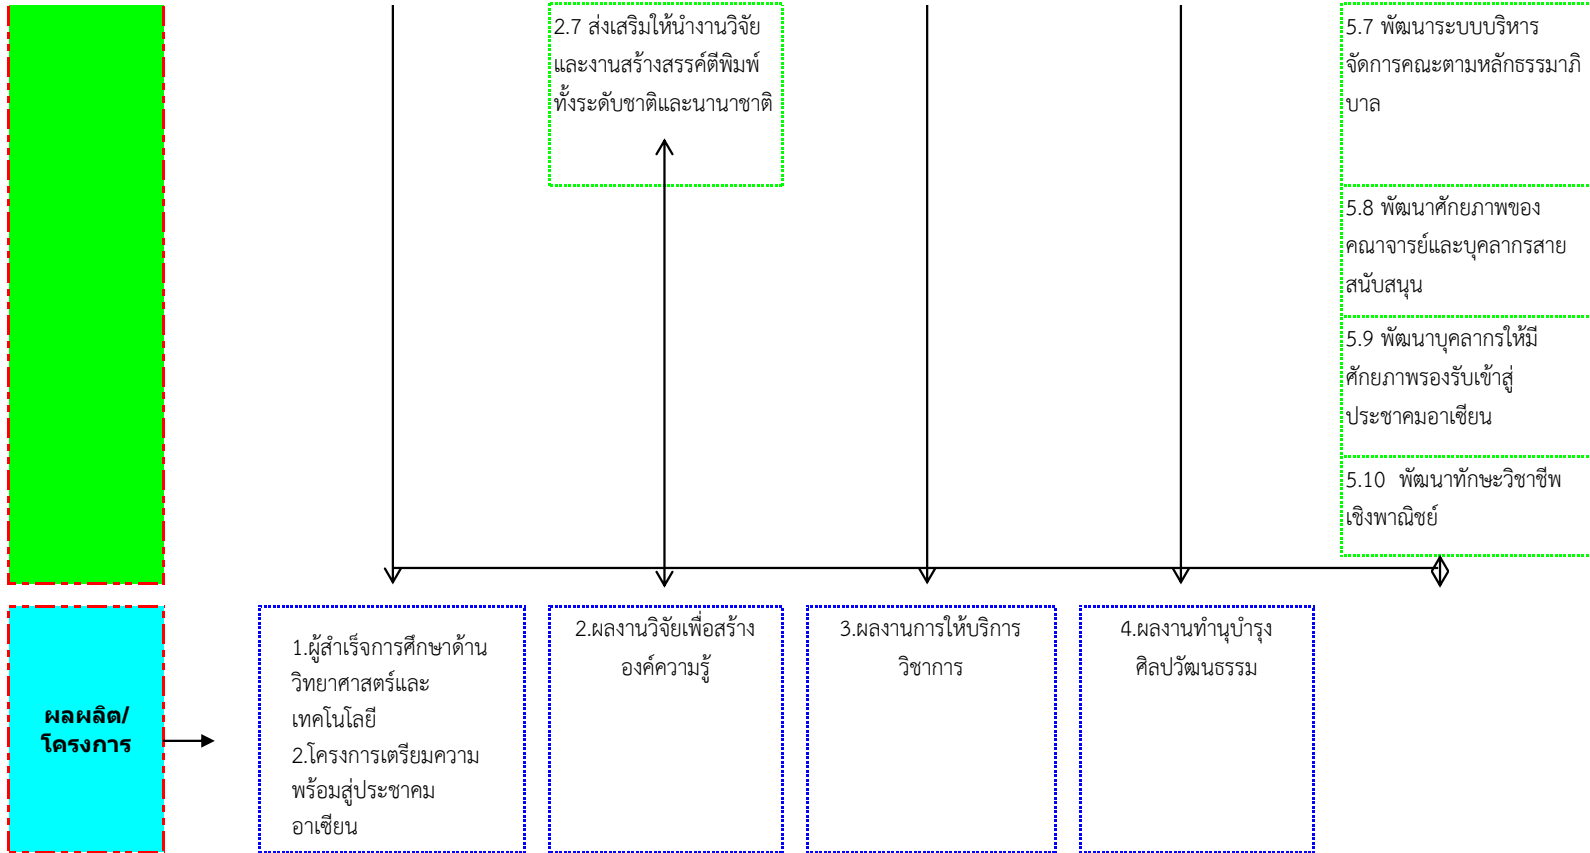 2.7 ส่งเสริมให้นำงานวิจัย
และงานสร้างสรรค์ตีพิมพ์
ทั้งระดับชาติและนานาชาติ
5.7 พัฒนาระบบบริหาร
จัดการคณะตามหลักธรรมาภิ
บาล
5.8 พัฒนาศักยภาพของ
คณาจารย์และบุคลากรสาย
สนับสนุน
5.9 พัฒนาบุคลากรให้มี
ศักยภาพรองรับเข้าสู่
ประชาคมอาเซียน
5.10 พัฒนาทักษะวิชาชีพ
เชิงพาณิชย์
ผลผลิต/
โครงการ
1.ผู้สำเร็จการศึกษาด้าน
วิทยาศาสตร์และ
เทคโนโลยี
2.โครงการเตรียมความ
พร้อมสู่ประชาคม
อาเซียน
2.ผลงานวิจัยเพื่อสร้าง
องค์ความรู้
3.ผลงานการให้บริการ
วิชาการ
4.ผลงานทำนุบำรุง
ศิลปวัฒนธรรม